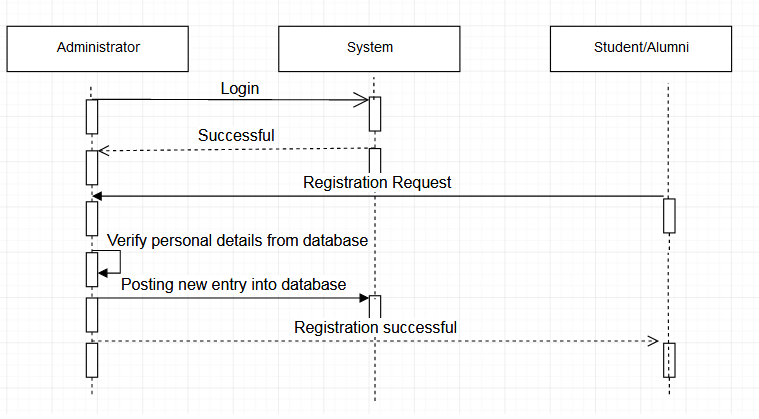 Administrator
System
Student/Alumni
Login
Successful
Registration Request
Verify personal details from database
Posting new entry into database
Registration successful